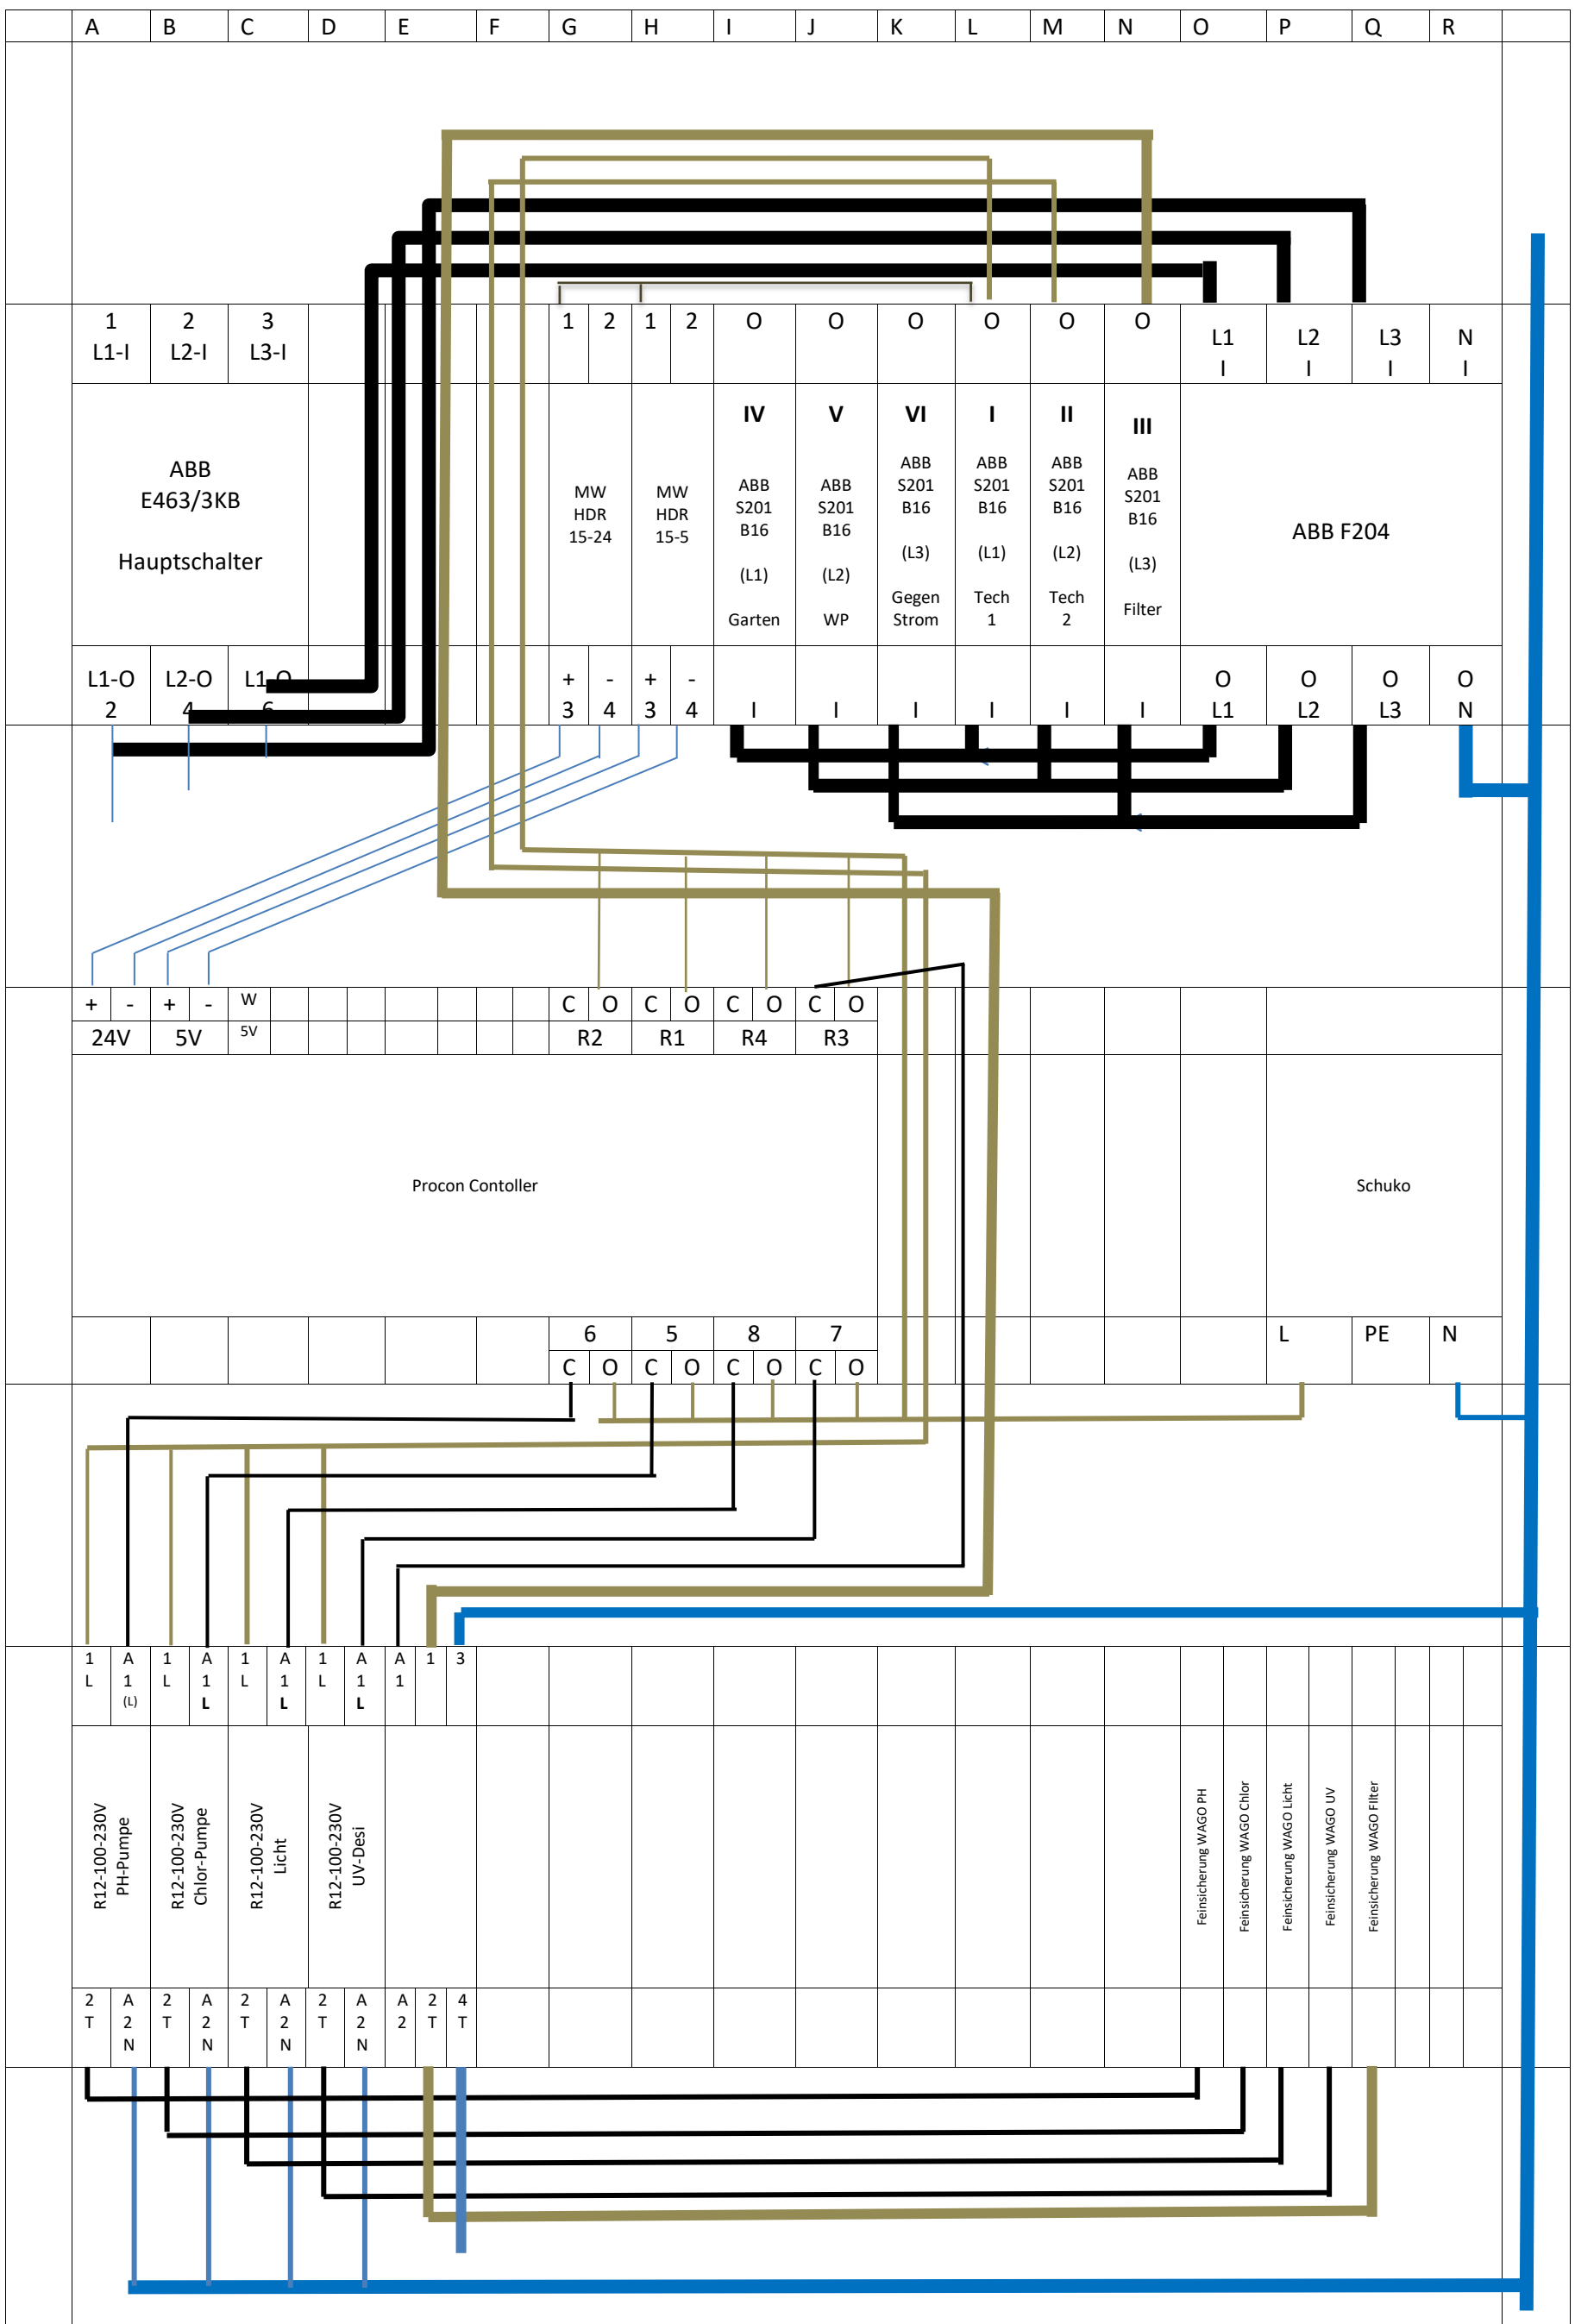 A B C D E F G H I J K L M N O P Q R
1 2 3 1 2 1 2 O O O O O O
L1-I L2-I L3-I L1 L2 L3 N
I I I I
ABB
E463/3KB
Hauptschalter
MW
HDR
15-24
MW
HDR
15-5
IV
ABB
S201
B16
(L1)
Garten
V
ABB
S201
B16
(L2)
WP
VI
ABB
S201
B16
(L3)
Gegen
Strom
I
ABB
S201
B16
(L1)
Tech
1
II
ABB
S201
B16
(L2)
Tech
2
III
ABB
S201
B16
(L3)
Filter
ABB F204
L1-O L2-O L1-O + - + - O O O O
2 4 6 3 4 3 4 I I I I I I L1 L2 L3 N
+ - + - W C O C O C O C O
24V 5V 5V R2 R1 R4 R3
Procon Contoller
Schuko
6 5 8 7 L PE N
C O C O C O C O
1 A 1 A 1 A 1 A A 1 3
L 1 L 1 L 1 L 1 1
(L) L L L
R12-100-230V
PH-Pumpe
R12-100-230V
Chlor-Pumpe
R12-100-230V
Licht
R12-100-230V
UV-Desi
Feinsicherung WAGO PH
Feinsicherung WAGO Chlor
Feinsicherung WAGO Licht
Feinsicherung WAGO UV
Feinsicherung WAGO FIlter
2 A 2 A 2 A 2 A A 2 4
T 2 T 2 T 2 T 2 2 T T
N N N N